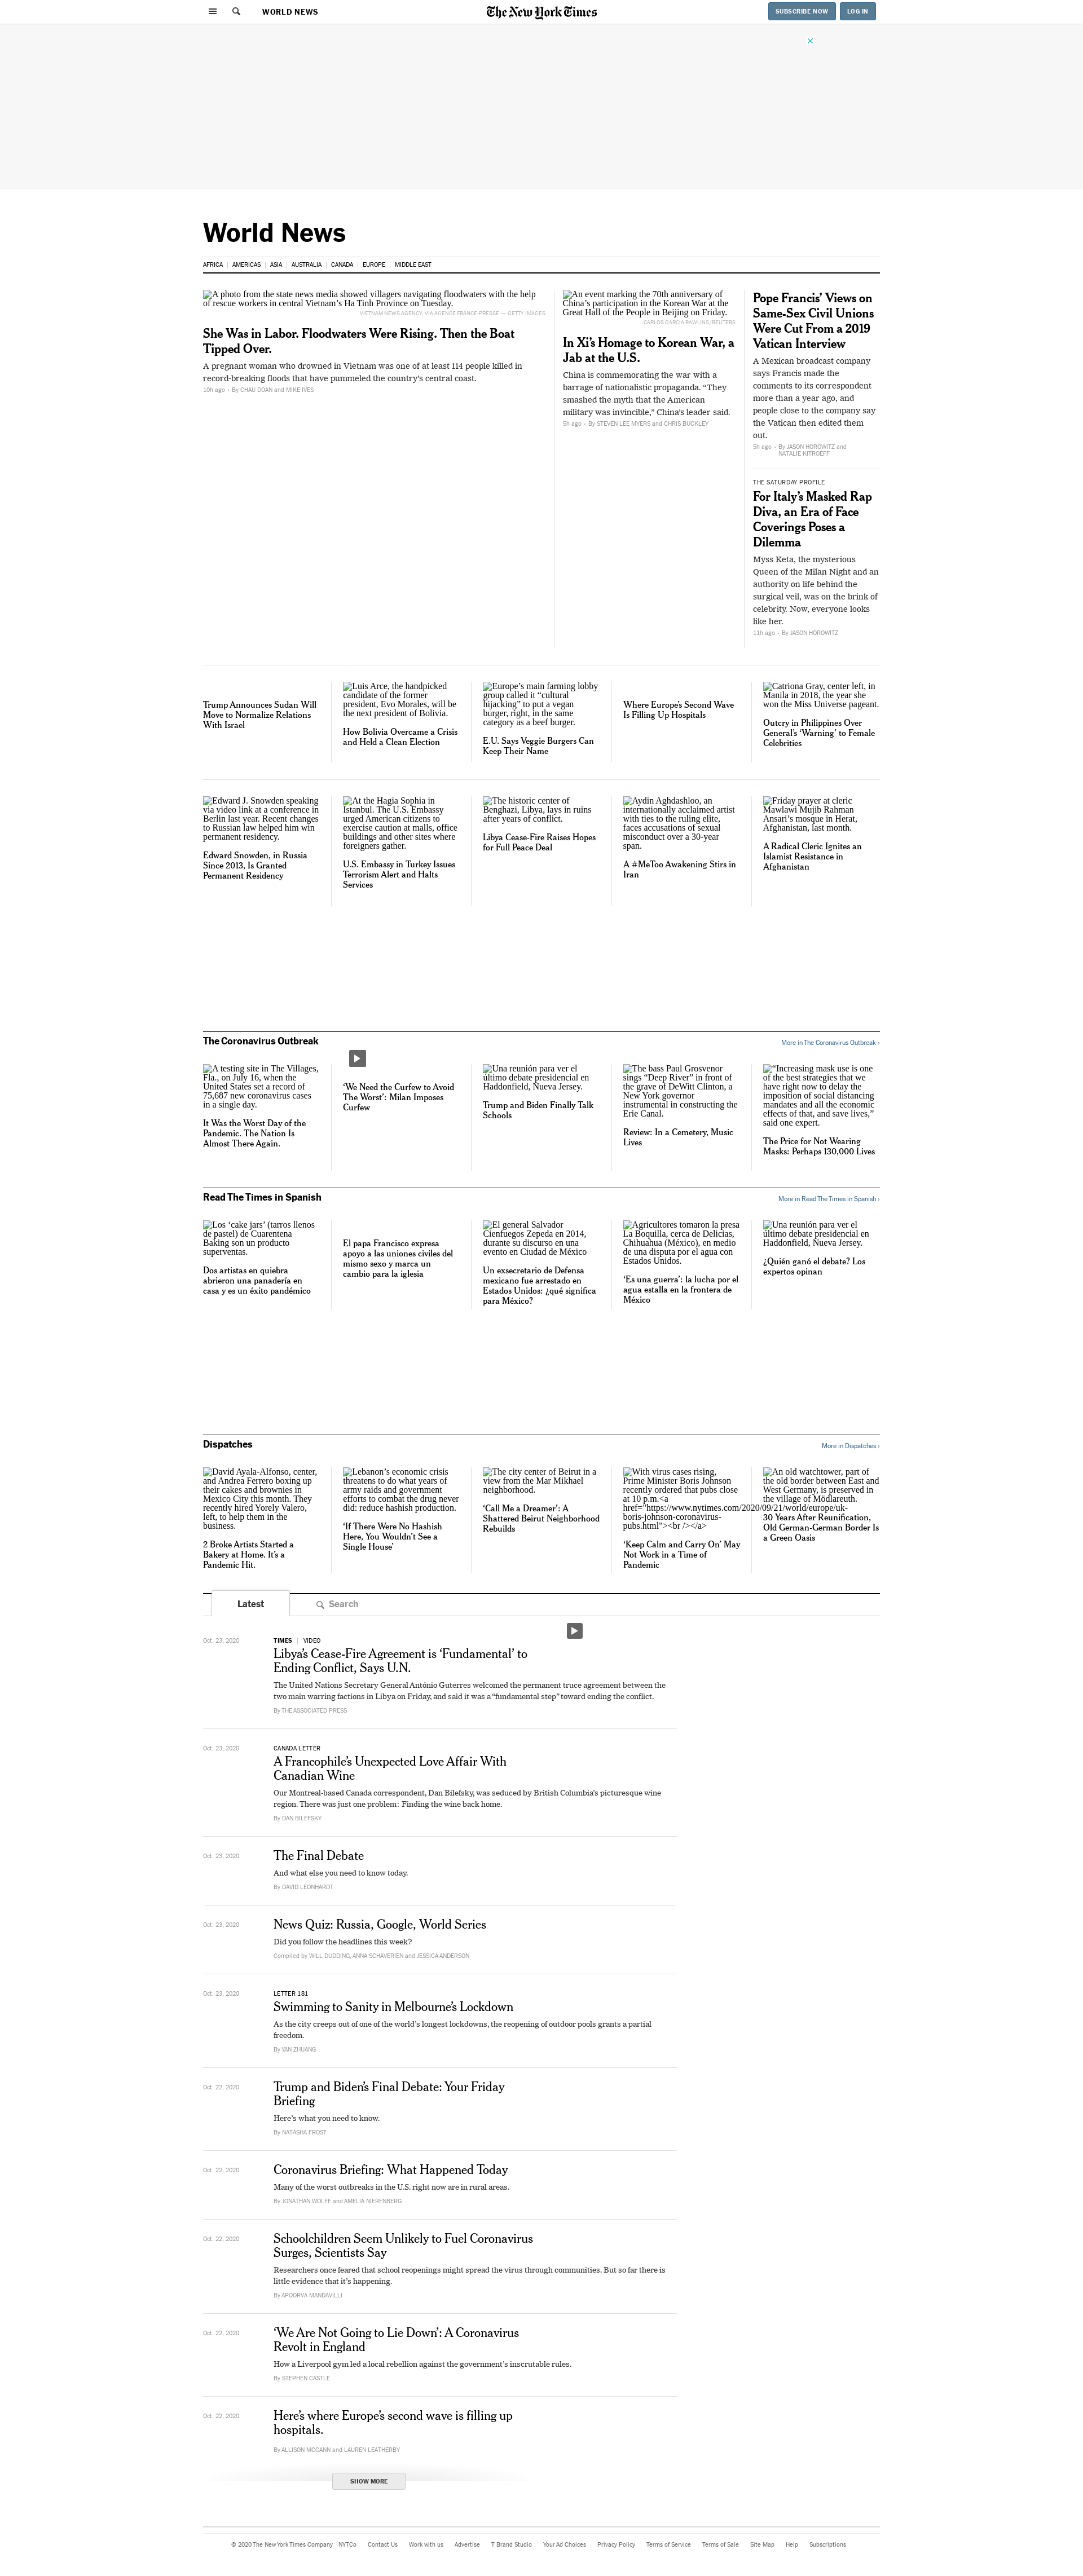 WORLD NEWS
The New York Times
SUBSCRIBE NOW
LOG IN
World News
AFRICA
AMERICAS
ASIA
AUSTRALIA
CANADA
EUROPE
MIDDLE EAST
A photo from the state news media showed villagers navigating floodwaters with the help
of rescue workers in central Vietnam's Ha Tinh Province on Tuesday.
VIETNAM NEWS AGENCY, VIA AGENCE FRANCE-PRESSE — GETTY IMAGES
She Was in Labor. Floodwaters Were Rising. Then the Boat
Tipped Over.
A pregnant woman who drowned in Vietnam was one of at least 114 people killed in
record-breaking floods that have pummeled the county's central coast.
10h ago · By CHAU DOAN and MIKE IVES
An event marking the 70th anniversary of
China's participation in the Korean War at the
Great Hall of the People in Beijing on Friday.
CARLOS GARCIA RAWLINS/REUTERS
In Xi's Homage to Korean War, a
Jab at the U.S.
China is commemorating the war with a
barrage of nationalistic propaganda. “They
smashed the myth that the American
military was invincible,” China's leader said.
5h ago · By STEVEN LEE MYERS and CHRIS BUCKLEY
Pope Francis' Views on
Same-Sex Civil Unions
Were Cut From a 2019
Vatican Interview
A Mexican broadcast company
says Francis made the
comments to its correspondent
more than a year ago, and
people close to the company say
the Vatican then edited them
out.
5h ago · By JASON HOROWITZ and
NATALIE KITROEFF
THE SATURDAY PROFILE
For Italy's Masked Rap
Diva, an Era of Face
Coverings Poses a
Dilemma
Myss Keta, the mysterious
Queen of the Milan Night and an
authority on life behind the
surgical veil, was on the brink of
celebrity. Now, everyone looks
like her.
11h ago · By JASON HOROWITZ
Trump Announces Sudan Will
Move to Normalize Relations
With Israel
Luis Arce, the handpicked
candidate of the former
president, Evo Morales, will be
the next president of Bolivia.
How Bolivia Overcame a Crisis
and Held a Clean Election
Europe's main farming lobby
group called it “cultural
hijacking” to put a vegan
burger, right, in the same
category as a beef burger.
E.U. Says Veggie Burgers Can
Keep Their Name
Where Europe's Second Wave
Is Filling Up Hospitals
Catriona Gray, center left, in
Manila in 2018, the year she
won the Miss Universe pageant.
Outcry in Philippines Over
General's ‘Warning’ to Female
Celebrities
Edward J. Snowden speaking
via video link at a conference in
Berlin last year. Recent changes
to Russian law helped him win
permanent residency.
Edward Snowden, in Russia
Since 2013, Is Granted
Permanent Residency
At the Hagia Sophia in
Istanbul. The U.S. Embassy
urged American citizens to
exercise caution at malls, office
buildings and other sites where
foreigners gather.
U.S. Embassy in Turkey Issues
Terrorism Alert and Halts
Services
The historic center of
Benghazi, Libya, lays in ruins
after years of conflict.
Libya Cease-Fire Raises Hopes
for Full Peace Deal
Aydin Aghdashloo, an
internationally acclaimed artist
with ties to the ruling elite,
faces accusations of sexual
misconduct over a 30-year
span.
A #MeToo Awakening Stirs in
Iran
Friday prayer at cleric
Mawlawi Mujib Rahman
Ansari's mosque in Herat,
Afghanistan, last month.
A Radical Cleric Ignites an
Islamist Resistance in
Afghanistan
The Coronavirus Outbreak
More in The Coronavirus Outbreak ›
A testing site in The Villages,
Fla., on July 16, when the
United States set a record of
75,687 new coronavirus cases
in a single day.
It Was the Worst Day of the
Pandemic. The Nation Is
Almost There Again.
‘We Need the Curfew to Avoid
The Worst’: Milan Imposes
Curfew
Una reunión para ver el
último debate presidencial en
Haddonfield, Nueva Jersey.
Trump and Biden Finally Talk
Schools
The bass Paul Grosvenor
sings “Deep River” in front of
the grave of DeWitt Clinton, a
New York governor
instrumental in constructing the
Erie Canal.
Review: In a Cemetery, Music
Lives
“Increasing mask use is one
of the best strategies that we
have right now to delay the
imposition of social distancing
mandates and all the economic
effects of that, and save lives,”
said one expert.
The Price for Not Wearing
Masks: Perhaps 130,000 Lives
Read The Times in Spanish
More in Read The Times in Spanish ›
Los ‘cake jars’ (tarros llenos
de pastel) de Cuarentena
Baking son un producto
superventas.
Dos artistas en quiebra
abrieron una panadería en
casa y es un éxito pandémico
El papa Francisco expresa
apoyo a las uniones civiles del
mismo sexo y marca un
cambio para la iglesia
El general Salvador
Cienfuegos Zepeda en 2014,
durante su discurso en una
evento en Ciudad de México
Un exsecretario de Defensa
mexicano fue arrestado en
Estados Unidos: ¿qué significa
para México?
Agricultores tomaron la presa
La Boquilla, cerca de Delicias,
Chihuahua (México), en medio
de una disputa por el agua con
Estados Unidos.
‘Es una guerra’: la lucha por el
agua estalla en la frontera de
México
Una reunión para ver el
último debate presidencial en
Haddonfield, Nueva Jersey.
¿Quién ganó el debate? Los
expertos opinan
Dispatches
More in Dispatches ›
David Ayala-Alfonso, center,
and Andrea Ferrero boxing up
their cakes and brownies in
Mexico City this month. They
recently hired Yorely Valero,
left, to help them in the
business.
2 Broke Artists Started a
Bakery at Home. It's a
Pandemic Hit.
Lebanon's economic crisis
threatens to do what years of
army raids and government
efforts to combat the drug never
did: reduce hashish production.
‘If There Were No Hashish
Here, You Wouldn't See a
Single House’
The city center of Beirut in a
view from the Mar Mikhael
neighborhood.
‘Call Me a Dreamer’: A
Shattered Beirut Neighborhood
Rebuilds
With virus cases rising,
Prime Minister Boris Johnson
recently ordered that pubs close
at 10 p.m.<a
href="https://www.nytimes.com/2020/09/21/world/europe/uk-
boris-johnson-coronavirus-
pubs.html"><br /></a>
‘Keep Calm and Carry On’ May
Not Work in a Time of
Pandemic
An old watchtower, part of
the old border between East and
West Germany, is preserved in
the village of Mödlareuth.
30 Years After Reunification,
Old German-German Border Is
a Green Oasis
Latest
Search
Oct. 23, 2020
TIMES | VIDEO
Libya's Cease-Fire Agreement is ‘Fundamental’ to
Ending Conflict, Says U.N.
The United Nations Secretary General António Guterres welcomed the permanent truce agreement between the
two main warring factions in Libya on Friday, and said it was a “fundamental step” toward ending the conflict.
By THE ASSOCIATED PRESS
Oct. 23, 2020
CANADA LETTER
A Francophile's Unexpected Love Affair With
Canadian Wine
Our Montreal-based Canada correspondent, Dan Bilefsky, was seduced by British Columbia's picturesque wine
region. There was just one problem: Finding the wine back home.
By DAN BILEFSKY
Oct. 23, 2020
The Final Debate
And what else you need to know today.
By DAVID LEONHARDT
Oct. 23, 2020
News Quiz: Russia, Google, World Series
Did you follow the headlines this week?
Compiled by WILL DUDDING, ANNA SCHAVERIEN and JESSICA ANDERSON
Oct. 23, 2020
LETTER 181
Swimming to Sanity in Melbourne's Lockdown
As the city creeps out of one of the world's longest lockdowns, the reopening of outdoor pools grants a partial
freedom.
By YAN ZHUANG
Oct. 22, 2020
Trump and Biden's Final Debate: Your Friday
Briefing
Here's what you need to know.
By NATASHA FROST
Oct. 22, 2020
Coronavirus Briefing: What Happened Today
Many of the worst outbreaks in the U.S. right now are in rural areas.
By JONATHAN WOLFE and AMELIA NIERENBERG
Oct. 22, 2020
Schoolchildren Seem Unlikely to Fuel Coronavirus
Surges, Scientists Say
Researchers once feared that school reopenings might spread the virus through communities. But so far there is
little evidence that it's happening.
By APOORVA MANDAVILLI
Oct. 22, 2020
‘We Are Not Going to Lie Down’: A Coronavirus
Revolt in England
How a Liverpool gym led a local rebellion against the government's inscrutable rules.
By STEPHEN CASTLE
Oct. 22, 2020
Here's where Europe's second wave is filling up
hospitals.
By ALLISON MCCANN and LAUREN LEATHERBY
SHOW MORE
© 2020 The New York Times Company
NYTCo
Contact Us
Work with us
Advertise
T Brand Studio
Your Ad Choices
Privacy Policy
Terms of Service
Terms of Sale
Site Map
Help
Subscriptions